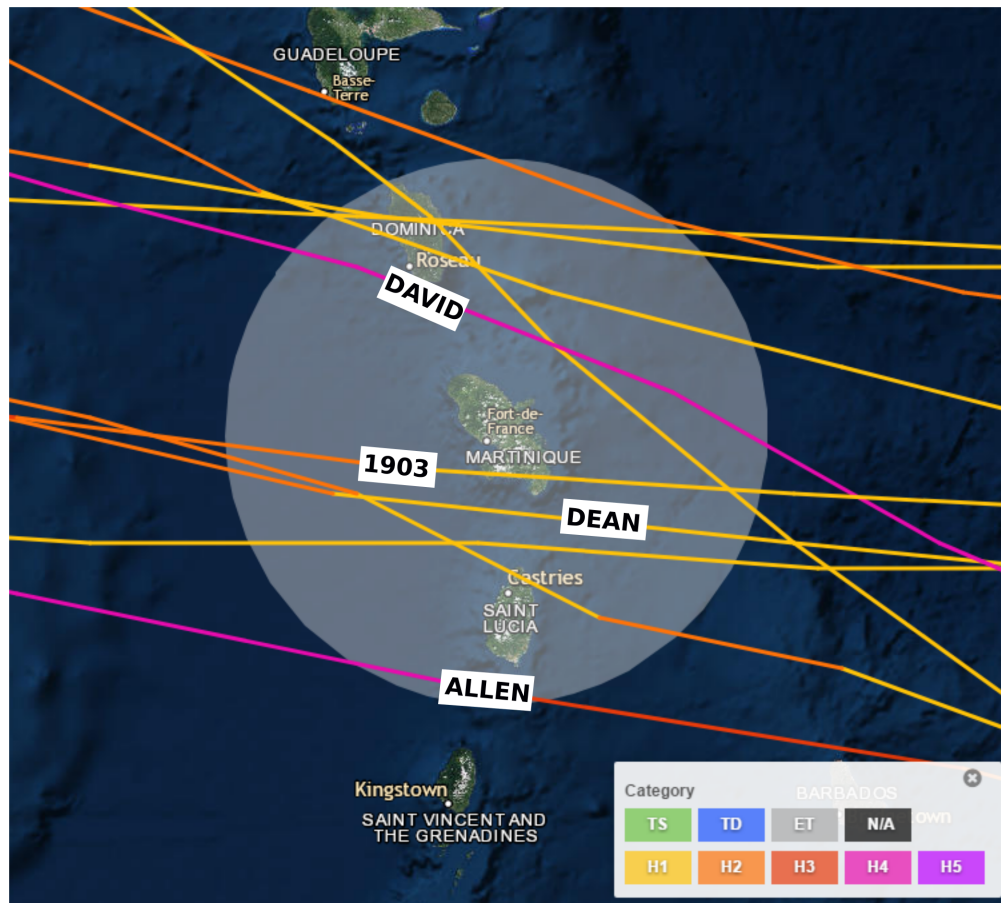 GUADELOUPE
Basse-
Terre
DOMINICA
Roseau
DAVID
Fort-de-
France
MARTINIQUE
1903
DEAN
Castries
SAINT
LUCIA
ALLEN
Kingstown
SAINT VINCENT AND
THE GRENADINES
Category
BARBADOS
TS
TD
ET
N/A
H1
H2
H3
H4
H5